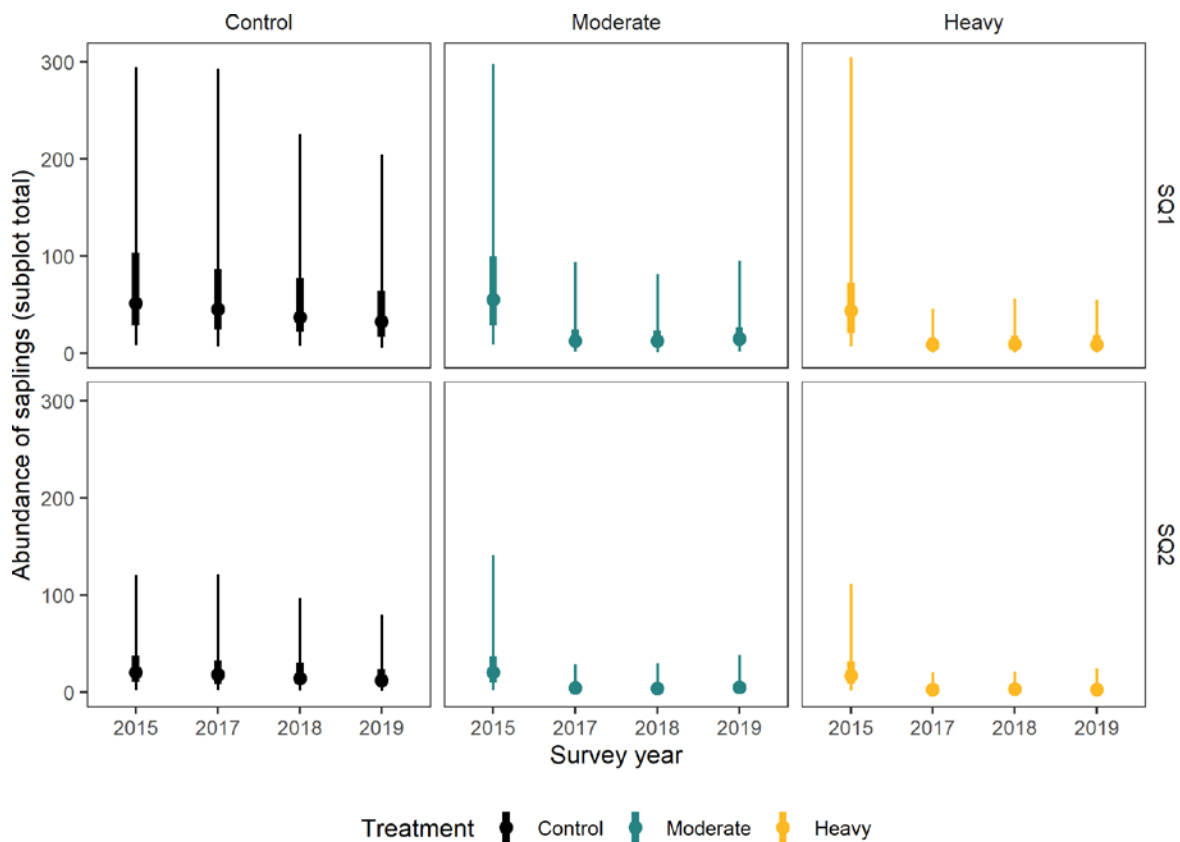 Control Moderate Heavy
Abundance of saplings (subplot total)
300
200
100
0
SQ1
300
200
100
0
SQ2
2015 2017 2018 2019 2015 2017 2018 2019 2015 2017 2018 2019
Survey year
Treatment Control Moderate Heavy